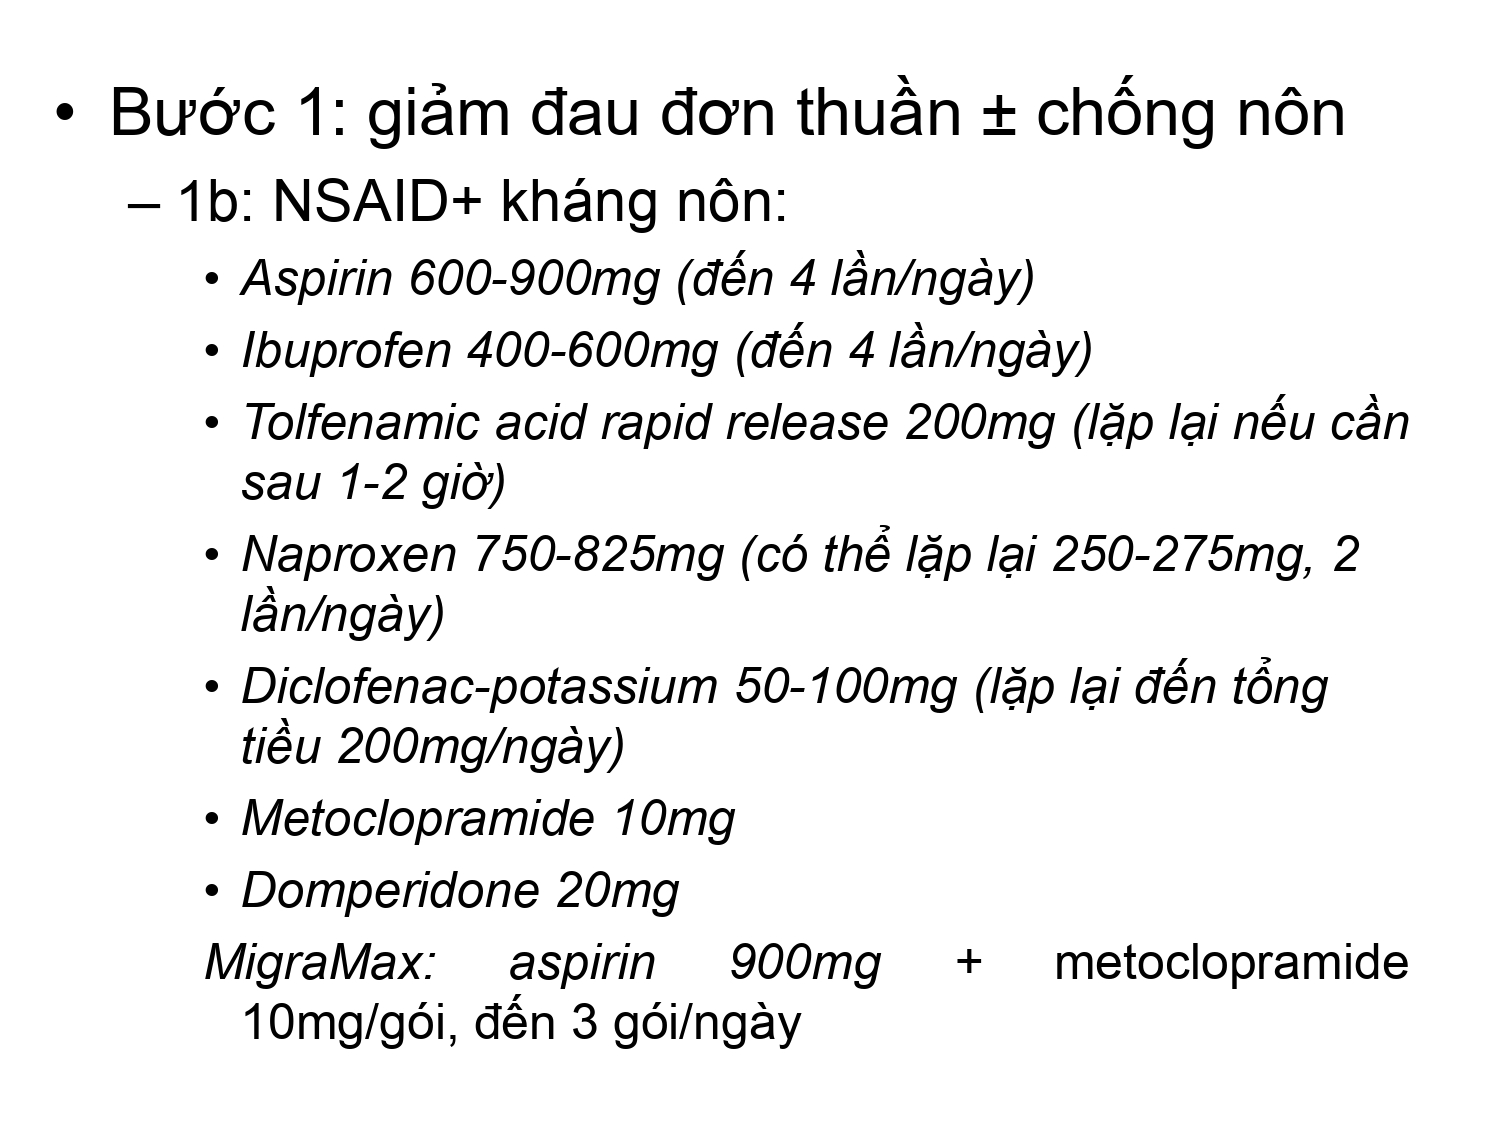 • Bước 1: giảm đau đơn thuần ± chống nôn
– 1b: NSAID+ kháng nôn:
• Aspirin 600-900mg (đến 4 lần/ngày)
• Ibuprofen 400-600mg (đến 4 lần/ngày)
• Tolfenamic acid rapid release 200mg (lặp lại nếu cần
sau 1-2 giờ)
• Naproxen 750-825mg (có thể lặp lại 250-275mg, 2
lần/ngày)
• Diclofenac-potassium 50-100mg (lặp lại đến tổng
tiều 200mg/ngày)
• Metoclopramide 10mg
• Domperidone 20mg
MigraMax: aspirin 900mg + metoclopramide
10mg/gói, đến 3 gói/ngày